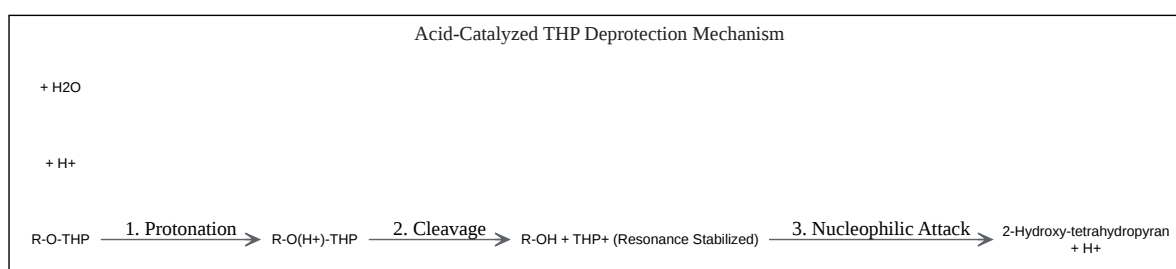 Acid-Catalyzed THP Deprotection Mechanism
+ H2O
+ H+
R-O-THP
1. Protonation
R-O(H+)-THP
2. Cleavage
R-OH + THP+ (Resonance Stabilized)
3. Nucleophilic Attack
2-Hydroxy-tetrahydropyran
+ H+